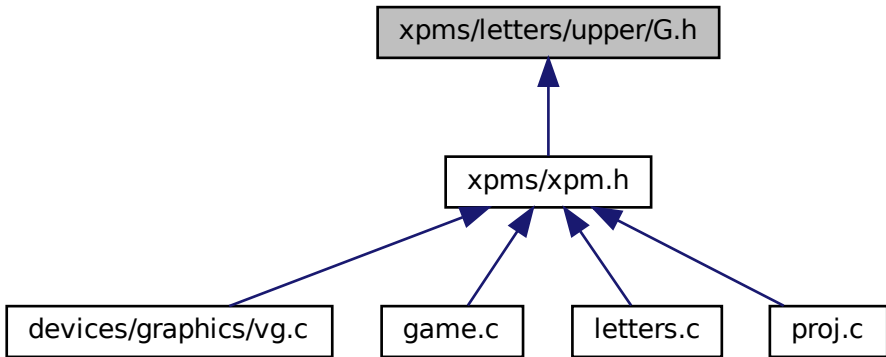 xpms/letters/upper/G.h
xpms/xpm.h
devices/graphics/vg.c
game.c
letters.c
proj.c